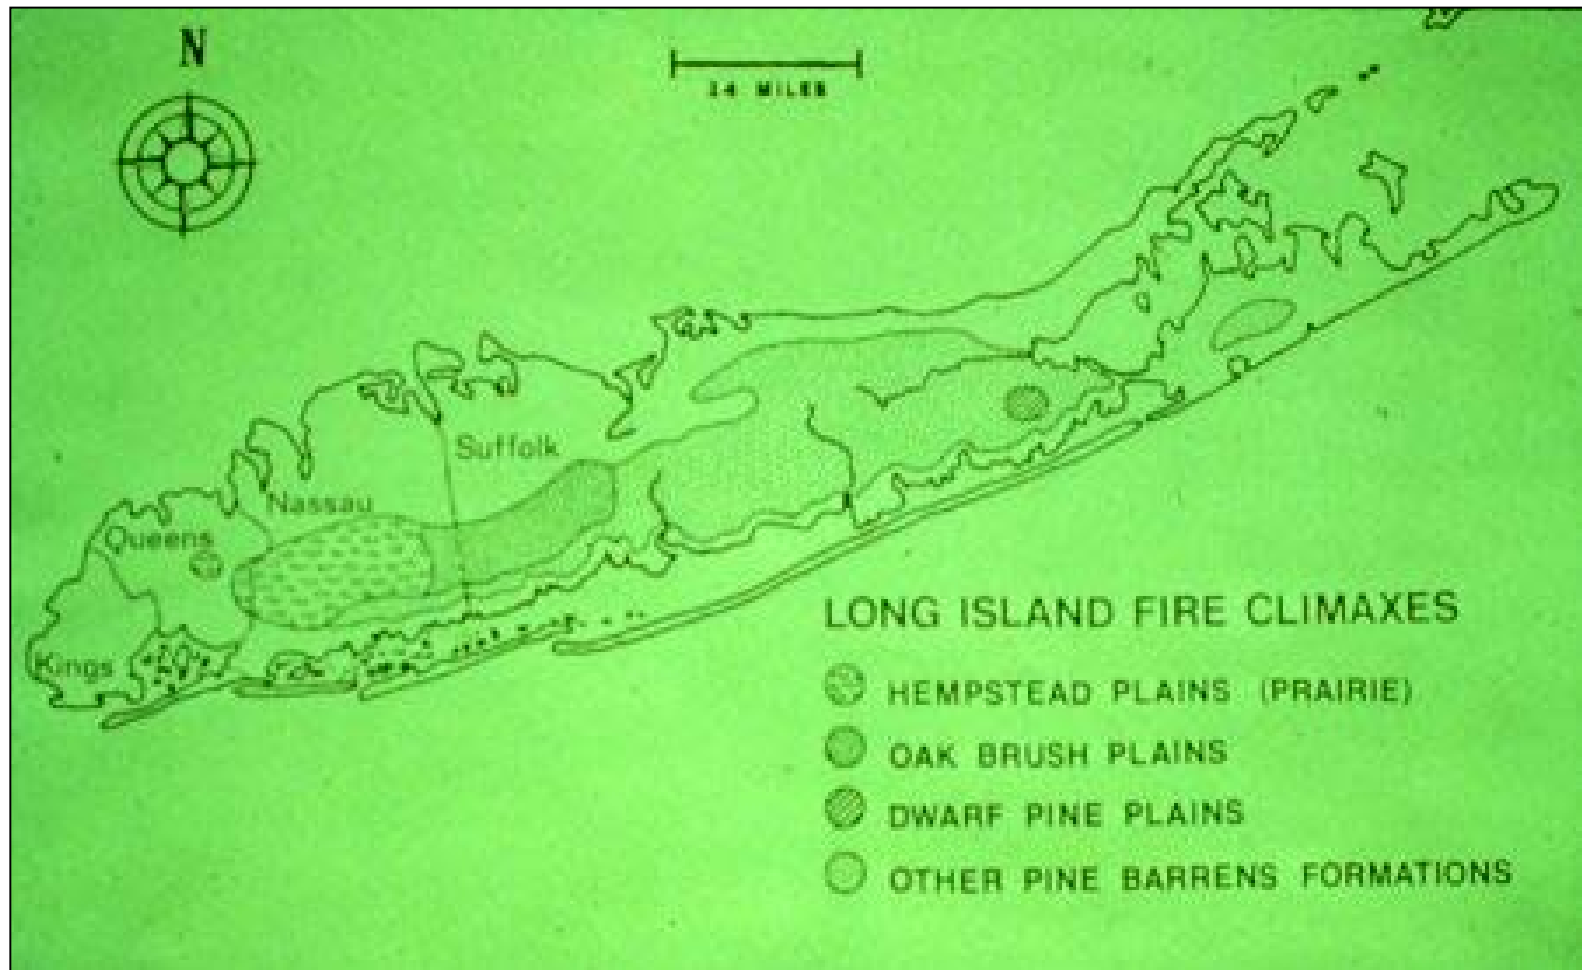 N
14 MILES
Suffolk
Nassau
Queens
Kings
LONG ISLAND FIRE CLIMAXES
HEMPSTEAD PLAINS (PRAIRIE)
OAK BRUSH PLAINS
DWARF PINE PLAINS
OTHER PINE BARRENS FORMATIONS